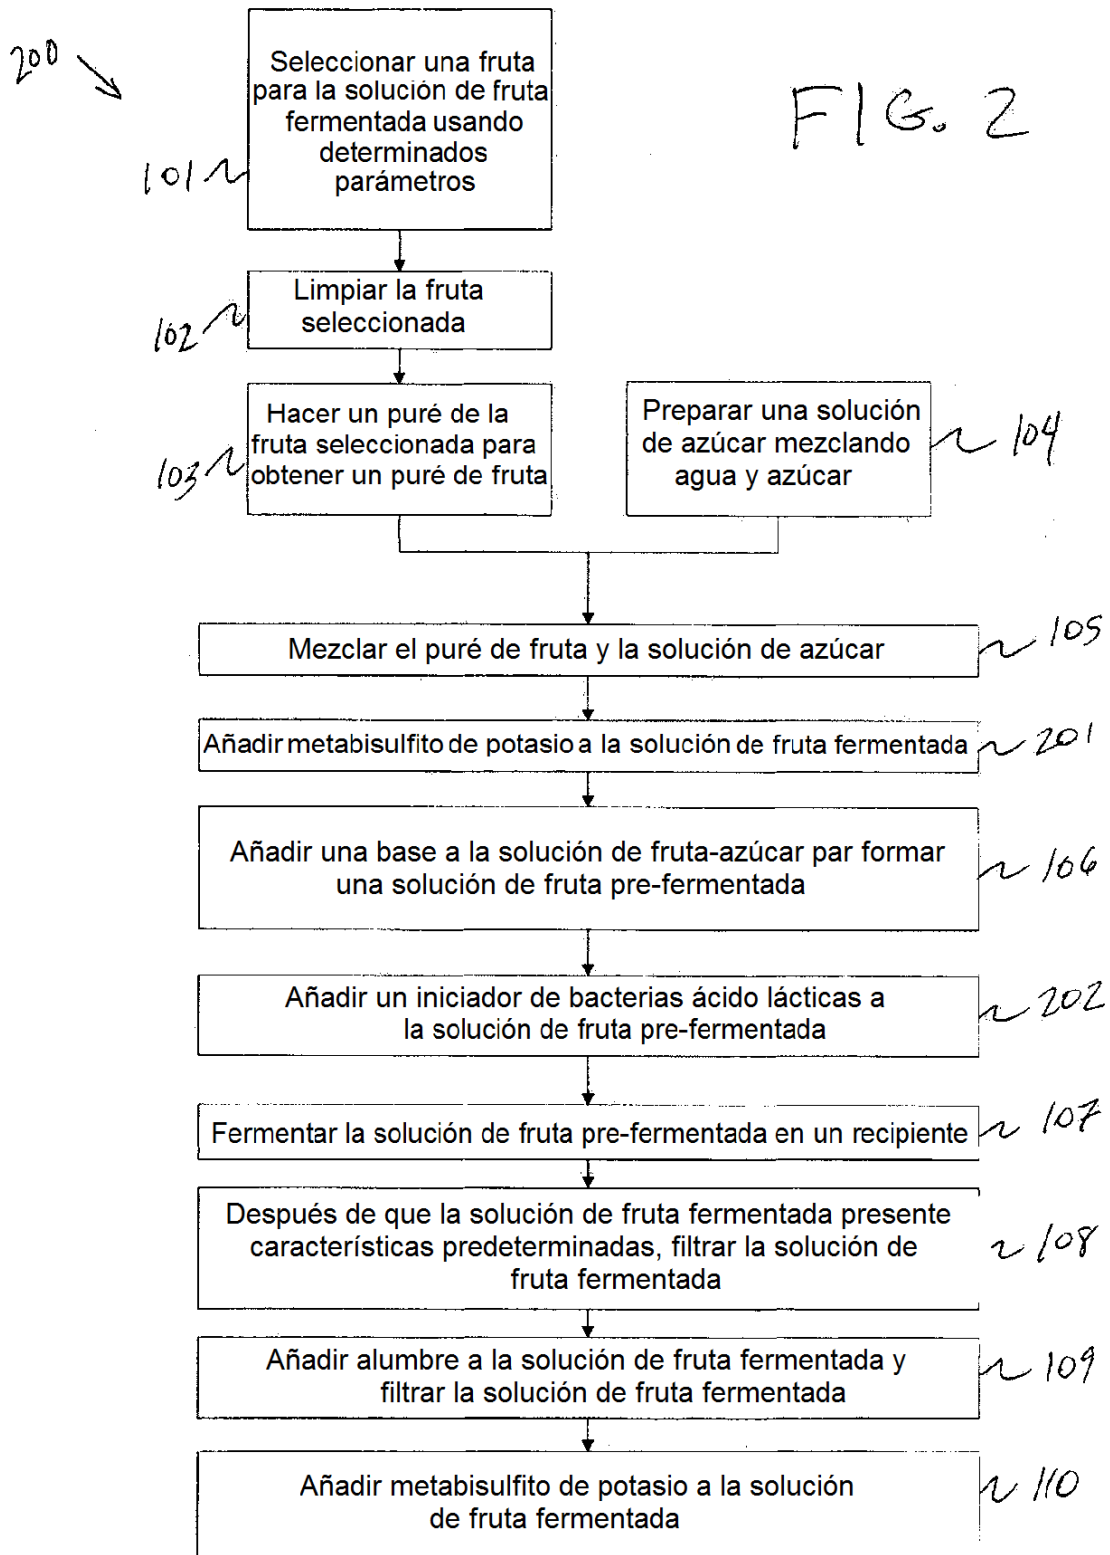 200
FIG. 2
Seleccionar una fruta
para la solución de fruta
fermentada usando
determinados
parámetros
101
Limpiar la fruta
seleccionada
102
Hacer un puré de la
fruta seleccionada para
obtener un puré de fruta
103
Preparar una solución
de azúcar mezclando
agua y azúcar
104
Mezclar el puré de fruta y la solución de azúcar
105
Añadir metabisulfito de potasio a la solución de fruta fermentada
201
Añadir una base a la solución de fruta-azúcar par formar
una solución de fruta pre-fermentada
106
Añadir un iniciador de bacterias ácido lácticas a
la solución de fruta pre-fermentada
202
Fermentar la solución de fruta pre-fermentada en un recipiente
107
Después de que la solución de fruta fermentada presente
características predeterminadas, filtrar la solución de
fruta fermentada
108
Añadir alumbre a la solución de fruta fermentada y
filtrar la solución de fruta fermentada
109
Añadir metabisulfito de potasio a la solución
de fruta fermentada
110